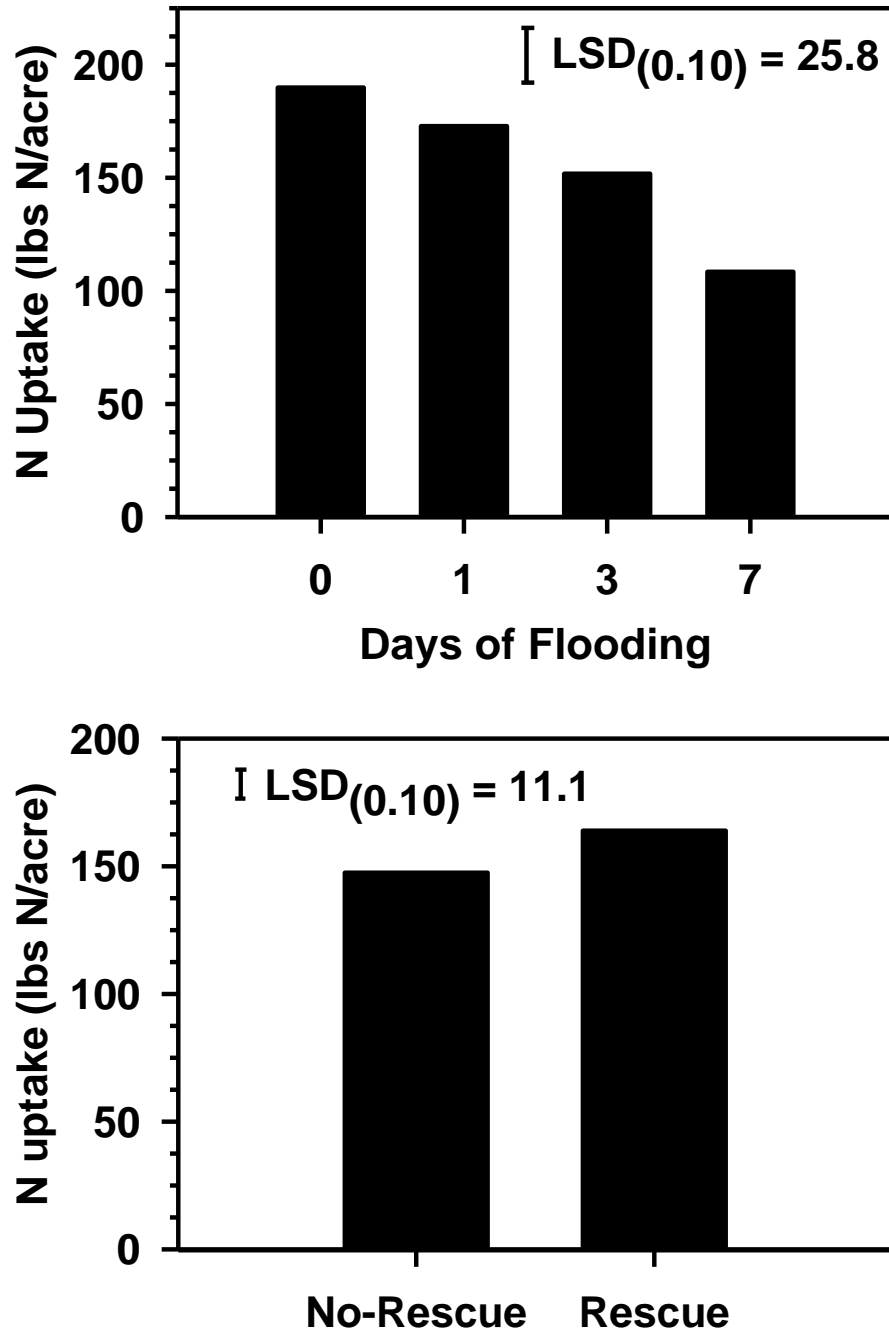 N Uptake (lbs N/acre)
LSD(0.10) = 25.8
200
150
100
50
0
0 1 3 7
Days of Flooding
N uptake (lbs N/acre)
200
LSD(0.10) = 11.1
150
100
50
0
No-Rescue Rescue